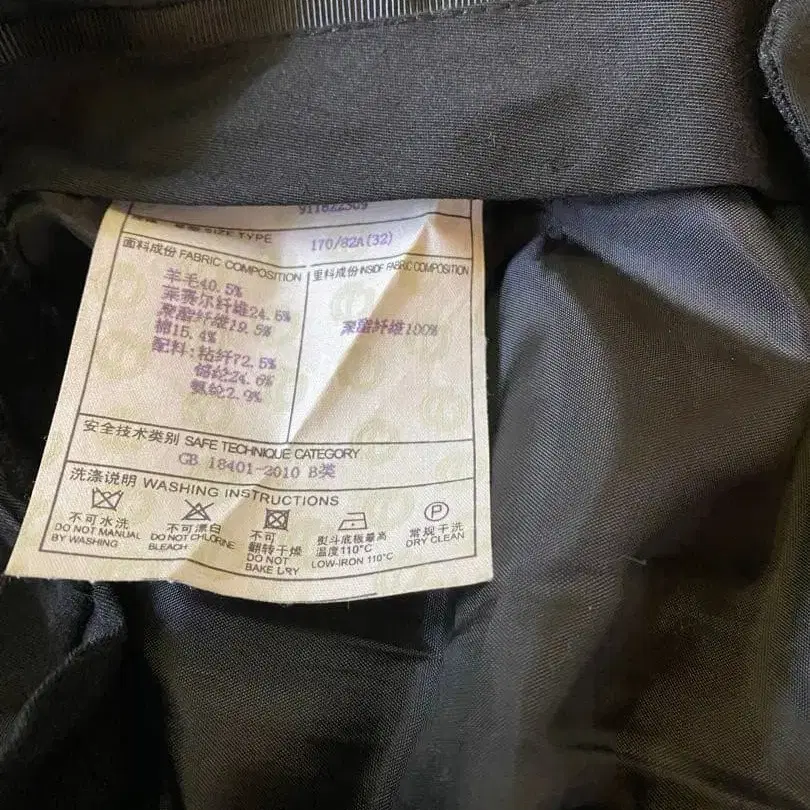 911822509
SIZE TYPE
170/82A(32)
面料成份 FABRIC COMPOSITION
羊毛40.5%
莱赛尔纤维24.6%
聚酯纤维19.5%
棉15.4%
配料:粘纤72.5%
锦纶24.6%
氨纶2.9%
里料成份 INSIDE FABRIC COMPOSITION
聚酯纤维100%
安全技术类别 SAFE TECHNIQUE CATEGORY
GB 18401-2010 B类
洗涤说明 WASHING INSTRUCTIONS
不可水洗
DO NOT MANUAL
BY WASHING
不可漂白
DO NOT CHLORINE
BLEACH
不可
翻转干燥
DO NOT
BAKE DRY
熨斗底板最高
温度110°C
LOW-IRON 110°C
P
常规干洗
DRY CLEAN